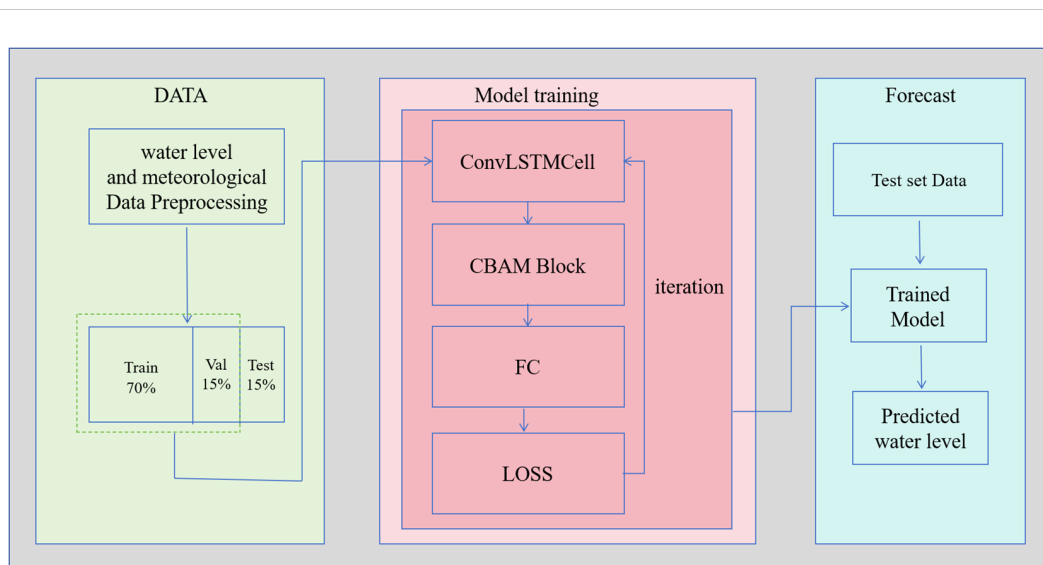 DATA
water level
and meteorological
Data Preprocessing
Train
70%
Val
15%
Test
15%
Model training
ConvLSTMCell
CBAM Block
iteration
FC
LOSS
Forecast
Test set Data
Trained
Model
Predicted
water level